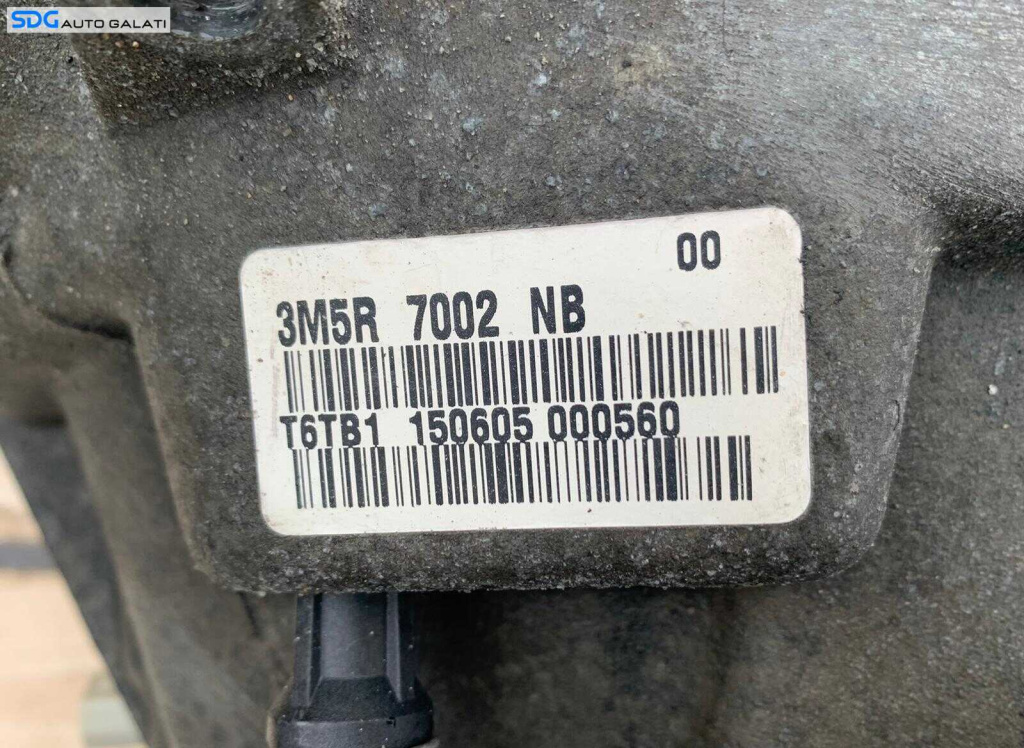 SDG AUTO GALATI
00
3M5R 7002 NB
T6TB1 150605 000560